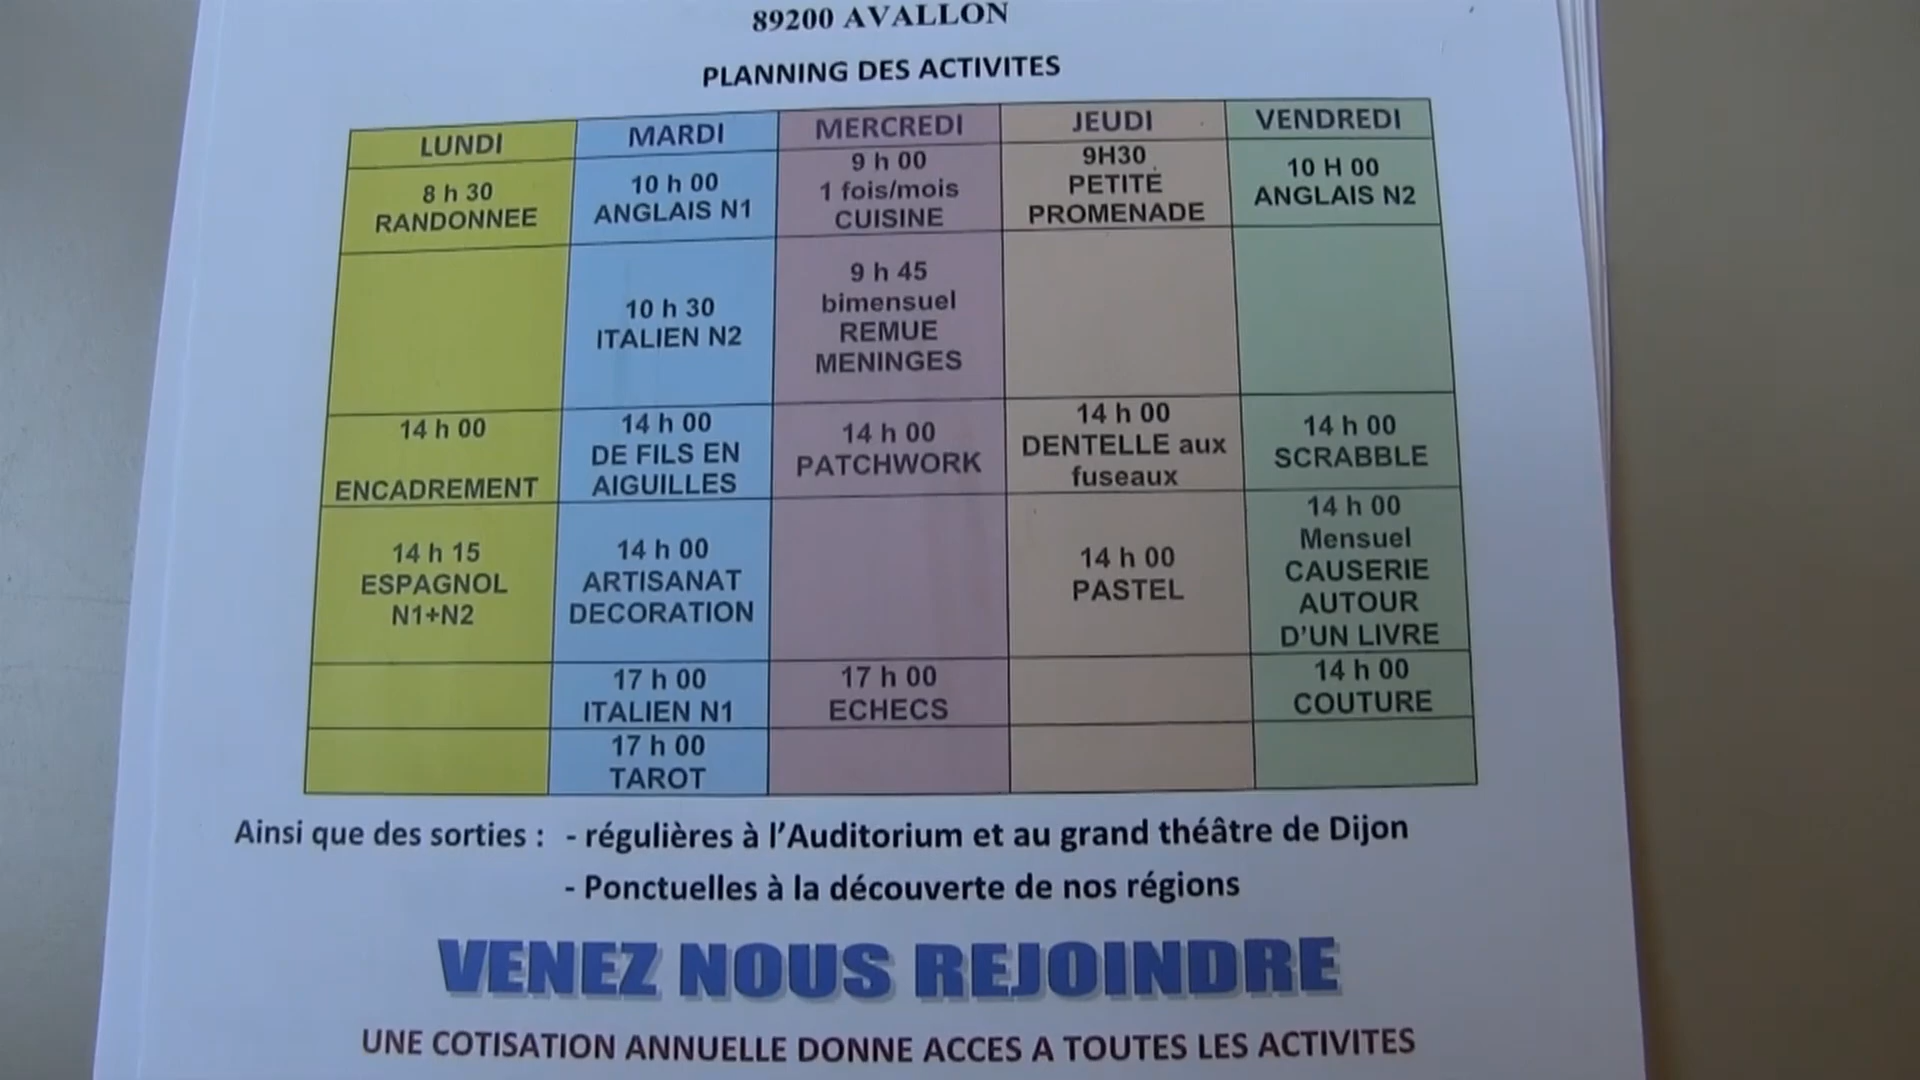 89200 AVALLON
PLANNING DES ACTIVITES
LUNDI
MARDI
MERCREDI
JEUDI
VENDREDI
8 h 30
RANDONNEE
10 h 00
ANGLAIS N1
9 h 00
1 fois/mois
CUISINE
9H30
PETITE
PROMENADE
10 H 00
ANGLAIS N2
10 h 30
ITALIEN N2
9 h 45
bimensuel
REMUE
MENINGES
14 h 00
ENCADREMENT
14 h 00
DE FILS EN
AIGUILLES
14 h 00
PATCHWORK
14 h 00
DENTELLE aux
fuseaux
14 h 00
SCRABBLE
14 h 15
ESPAGNOL
N1+N2
14 h 00
ARTISANAT
DECORATION
14 h 00
PASTEL
14 h 00
Mensuel
CAUSERIE
AUTOUR
D'UN LIVRE
17 h 00
ITALIEN N1
17 h 00
ECHECS
14 h 00
COUTURE
17 h 00
TAROT
Ainsi que des sorties : - régulières à l'Auditorium et au grand théâtre de Dijon
- Ponctuelles à la découverte de nos régions
VENEZ NOUS REJOINDRE
UNE COTISATION ANNUELLE DONNE ACCES A TOUTES LES ACTIVITES